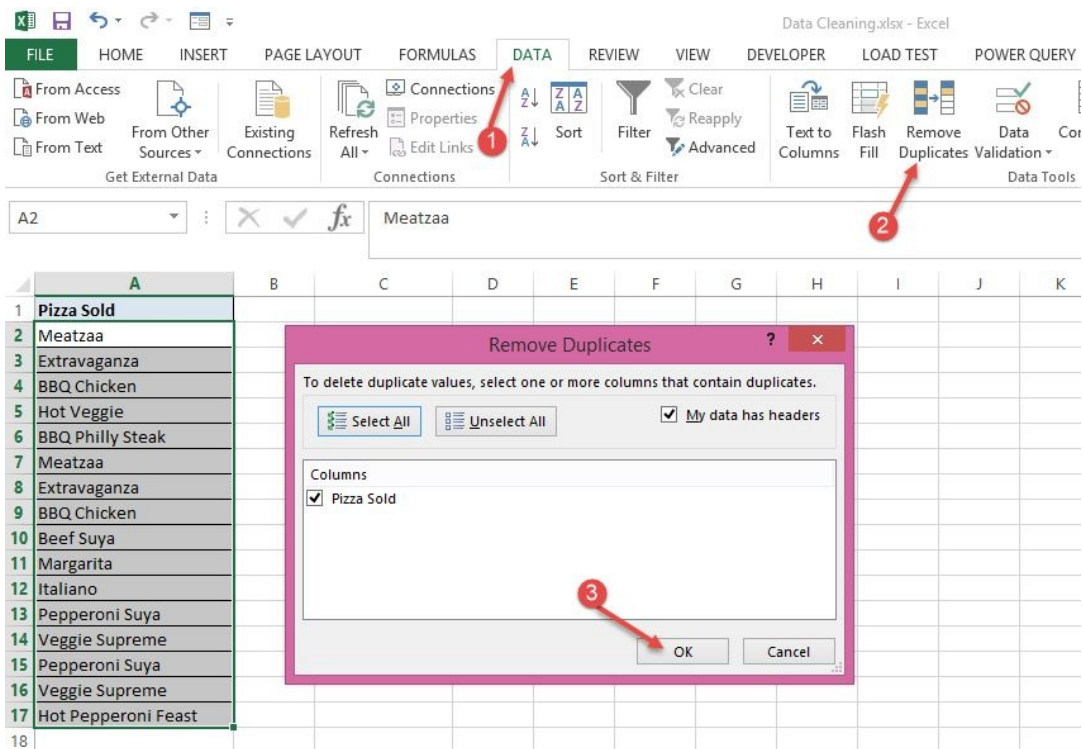 Data Cleaning.xlsx - Excel
FILE HOME INSERT PAGE LAYOUT FORMULAS DATA REVIEW VIEW DEVELOPER LOAD TEST POWER QUERY
From Access
From Web
From Text
From Other
Sources
Get External Data
Existing
Connections
Refresh
All
Connections
Properties
Edit Links
Connections
1
A
Z
Z
A
Z A
A Z
Sort
Filter
Clear
Reapply
Advanced
Sort & Filter
Text to
Columns
Flash
Fill
Remove
Duplicates
Data
Validation
Data Tools
2
A2
fx
Meatzaa
A B C D E F G H I J K
1 Pizza Sold
2 Meatzaa
3 Extravaganza
4 BBQ Chicken
5 Hot Veggie
6 BBQ Philly Steak
7 Meatzaa
8 Extravaganza
9 BBQ Chicken
10 Beef Suya
11 Margarita
12 Italiano
13 Pepperoni Suya
14 Veggie Supreme
15 Pepperoni Suya
16 Veggie Supreme
17 Hot Pepperoni Feast
18
Remove Duplicates
?
To delete duplicate values, select one or more columns that contain duplicates.
Select All
Unselect All
My data has headers
Columns
Pizza Sold
3
OK
Cancel